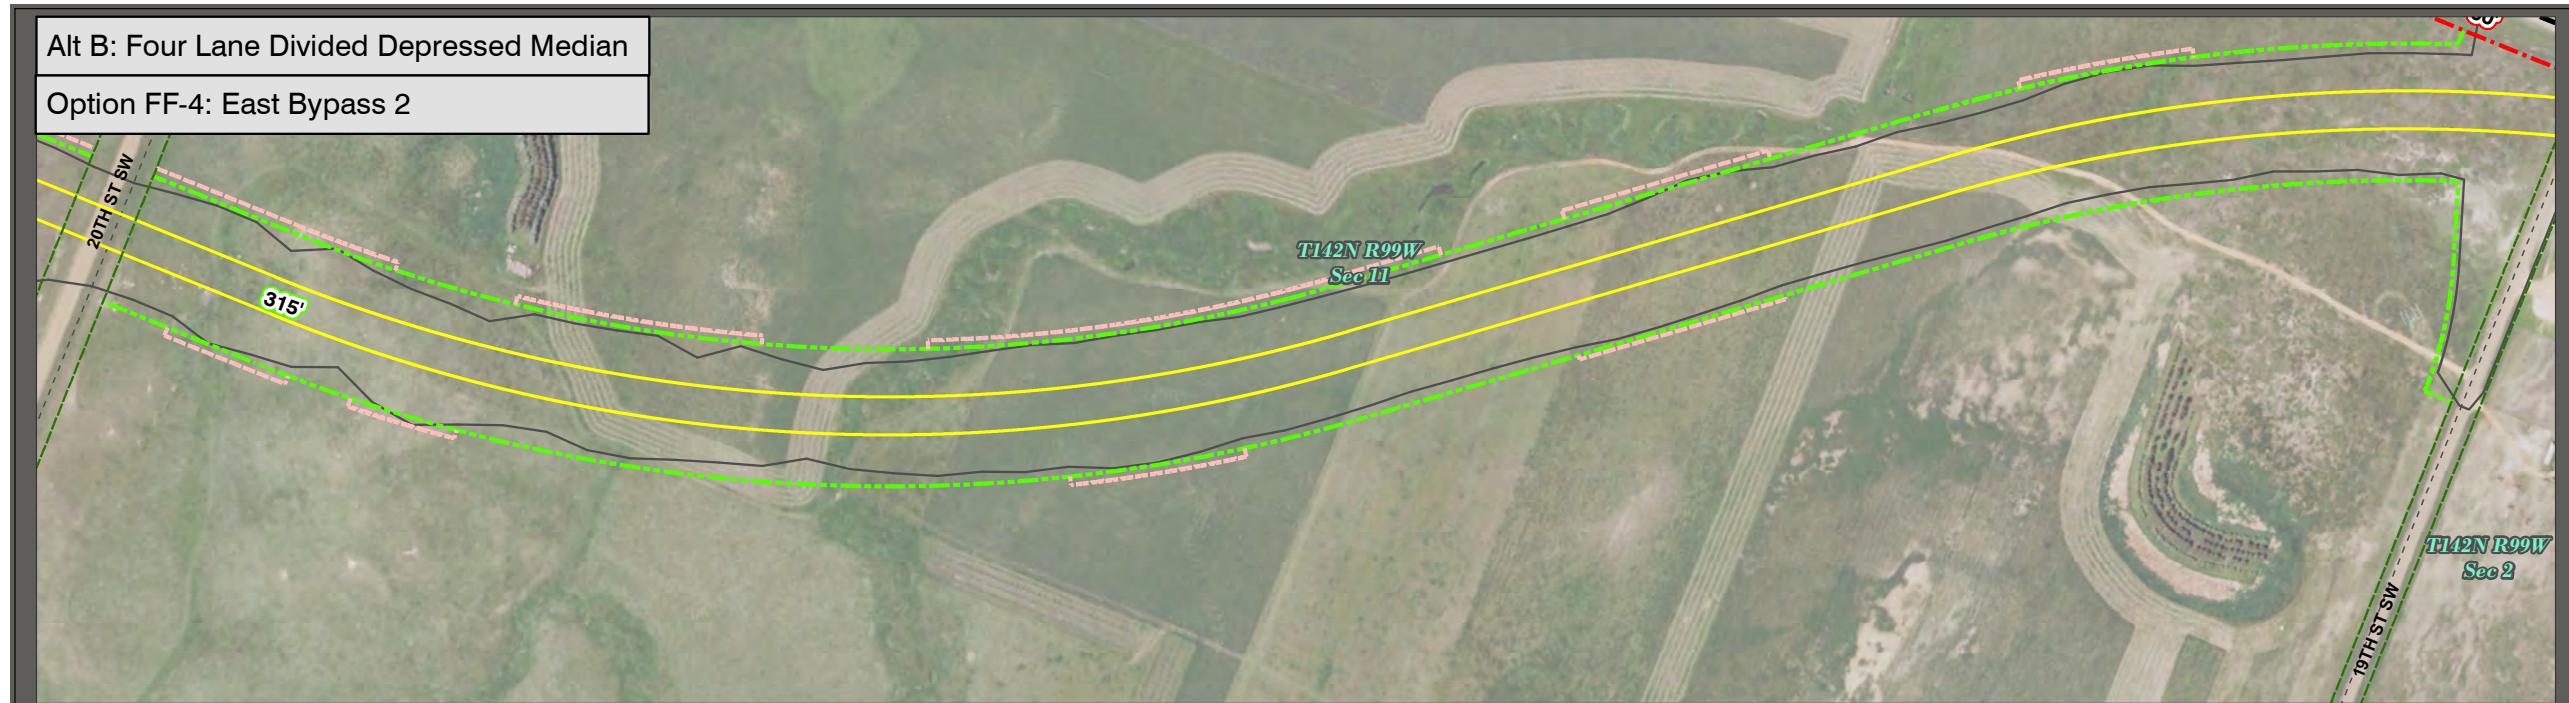 Alt B: Four Lane Divided Depressed Median
Option FF-4: East Bypass 2
20TH ST SW
315'
T142N R99W
Sec 11
T142N R99W
Sec 2
19TH ST SW